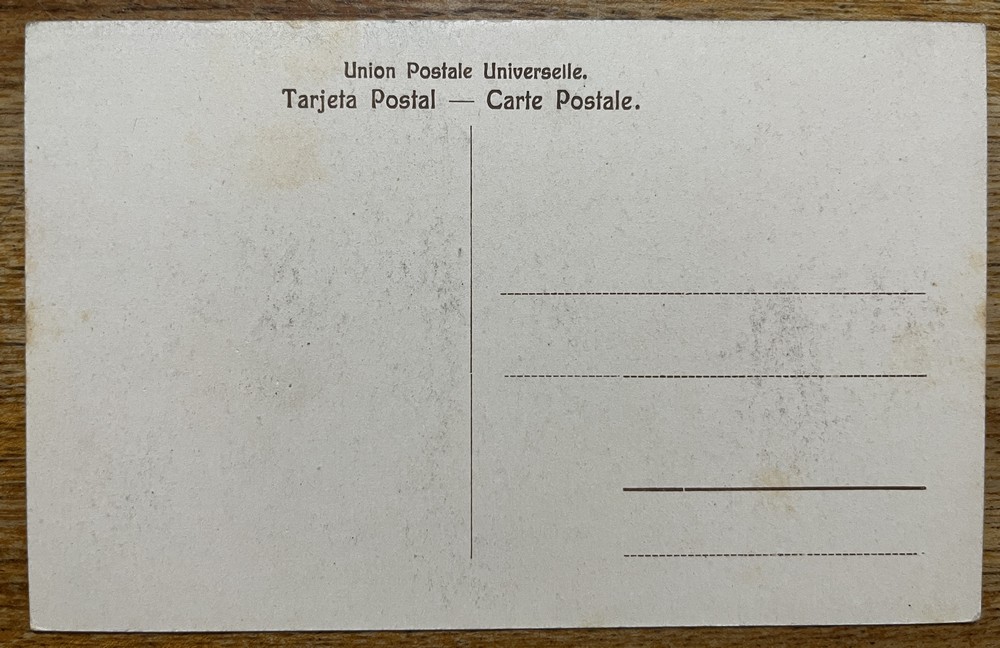 Union Postale Universelle.
Tarjeta Postal — Carte Postale.